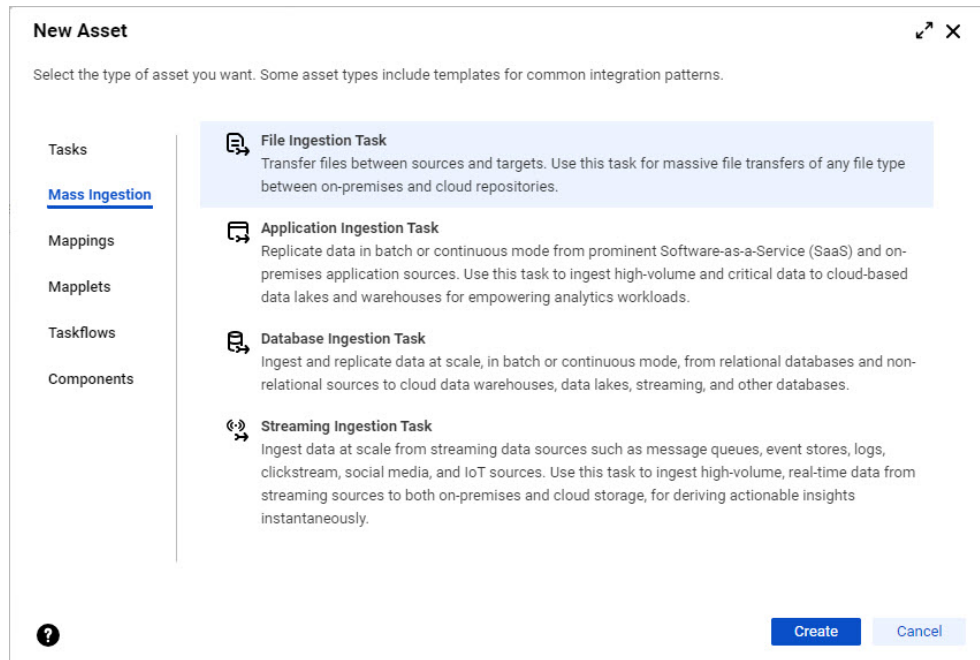 New Asset
Select the type of asset you want. Some asset types include templates for common integration patterns.
Tasks
Mass Ingestion
Mappings
Mapplets
Taskflows
Components
File Ingestion Task
Transfer files between sources and targets. Use this task for massive file transfers of any file type
between on-premises and cloud repositories.
Application Ingestion Task
Replicate data in batch or continuous mode from prominent Software-as-a-Service (SaaS) and on-
premises application sources. Use this task to ingest high-volume and critical data to cloud-based
data lakes and warehouses for empowering analytics workloads.
Database Ingestion Task
Ingest and replicate data at scale, in batch or continuous mode, from relational databases and non-
relational sources to cloud data warehouses, data lakes, streaming, and other databases.
Streaming Ingestion Task
Ingest data at scale from streaming data sources such as message queues, event stores, logs,
clickstream, social media, and IoT sources. Use this task to ingest high-volume, real-time data from
streaming sources to both on-premises and cloud storage, for deriving actionable insights
instantaneously.
?
Create
Cancel